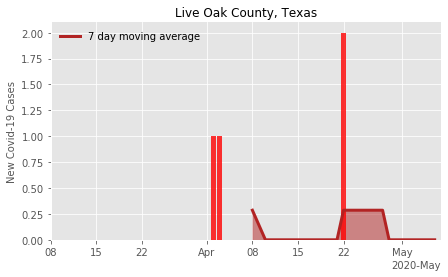 Live Oak County, Texas
7 day moving average
New Covid-19 Cases
2.00
1.75
1.50
1.25
1.00
0.75
0.50
0.25
0.00
08 15 22 Apr 08 15 22 May
2020-May